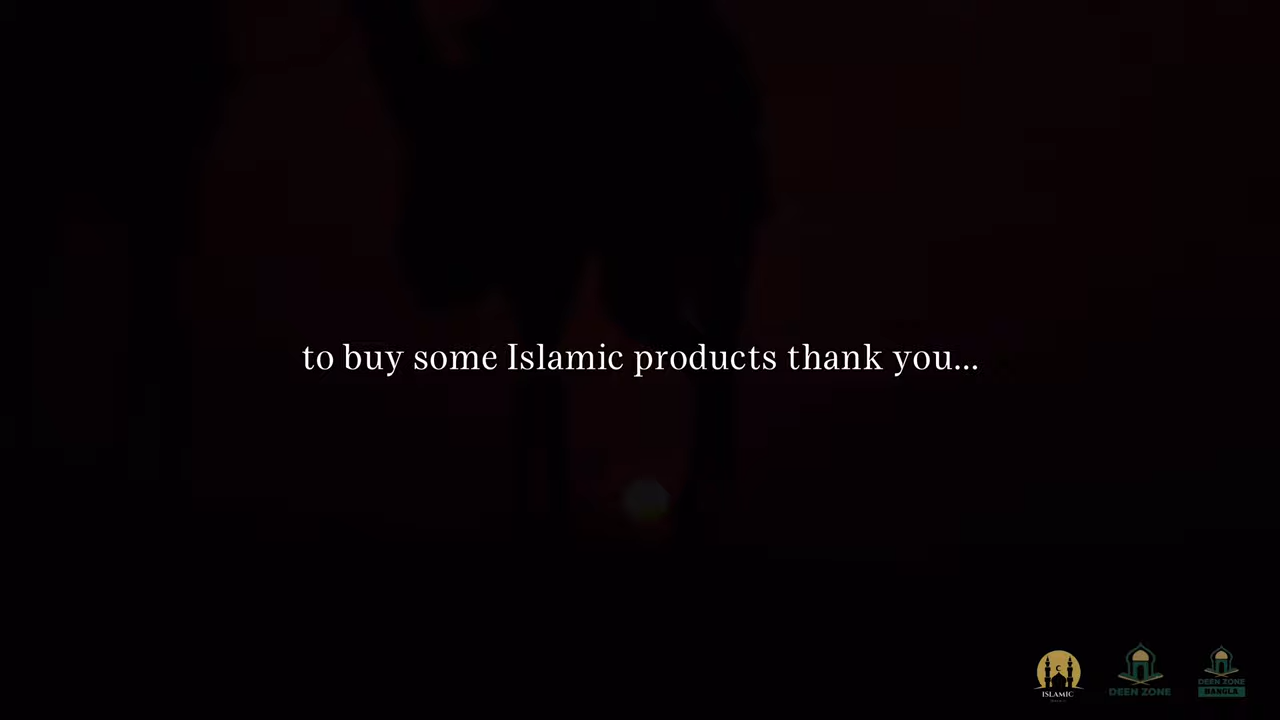 to buy some Islamic products thank you...
ISLAMIC
DEEN ZONE
DEEN ZONE
BANGLA